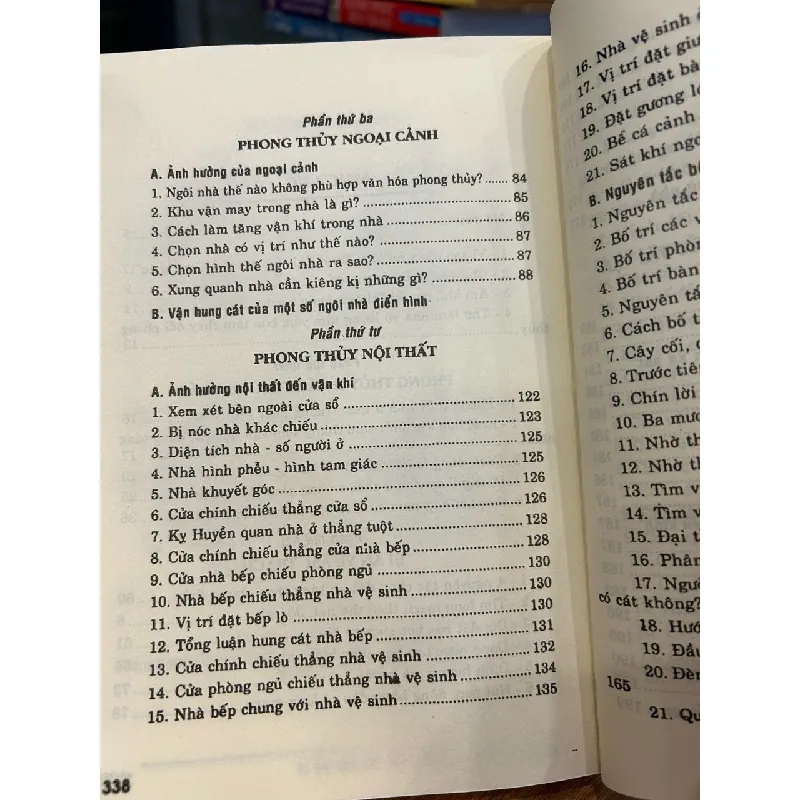 Phần thứ ba
PHONG THỦY NGOẠI CẢNH
A. Ảnh hưởng của ngoại cảnh
1. Ngôi nhà thế nào không phù hợp văn hóa phong thủy? ....... 84
2. Khu vận may trong nhà là gì? ....... 85
3. Cách làm tăng vận khí trong nhà ....... 86
4. Chọn nhà có vị trí như thế nào? ....... 87
5. Chọn hình thế ngôi nhà ra sao? ....... 87
6. Xung quanh nhà cần kiêng kị những gì? ....... 88
B. Vận hung cát của một số ngôi nhà điển hình
Phần thứ tư
PHONG THỦY NỘI THẤT
A. Ảnh hưởng nội thất đến vận khí
1. Xem xét bên ngoài cửa sổ ....... 122
2. Bị nóc nhà khác chiếu ....... 123
3. Diện tích nhà - số người ở ....... 125
4. Nhà hình phễu - hình tam giác ....... 125
5. Nhà khuyết góc ....... 126
6. Cửa chính chiếu thẳng cửa sổ ....... 126
7. Kỵ Huyền quan nhà ở thẳng tuột ....... 128
8. Cửa chính chiếu thẳng cửa nhà bếp ....... 128
9. Cửa nhà bếp chiếu phòng ngủ ....... 130
10. Nhà bếp chiếu thẳng nhà vệ sinh ....... 130
11. Vị trí đặt bếp lò ....... 130
12. Tổng luận hung cát nhà bếp ....... 131
13. Cửa chính chiếu thẳng nhà vệ sinh ....... 132
14. Cửa phòng ngủ chiếu thẳng nhà vệ sinh ....... 134
15. Nhà bếp chung với nhà vệ sinh ....... 135
338
16. Nhà vệ sinh
17. Vị trí đặt
18. Vị trí đặt
19. Đặt gương
20. Bể cá cảnh
21. Sát khí
B. Nguyên tắc
1. Nguyên tắc
2. Bố trí các
3. Bố trí
4. Bố trí bàn
5. Nguyên
6. Cách bố
7. Cây cối,
8. Trước
9. Chín lời
10. Ba
11. Nhờ
12. Nhờ
13. Tìm
14. Tìm
15. Đại
16. Phân
17.
có cát không?
18.
19.
20.
165
21.